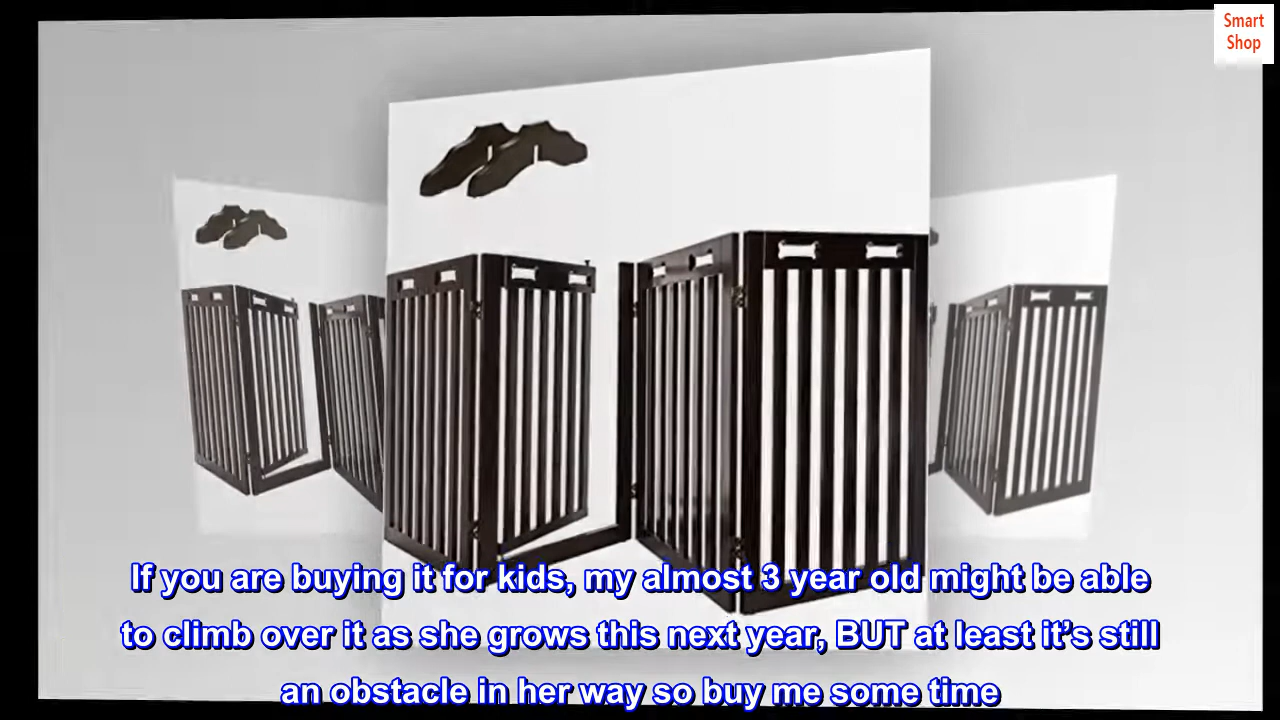 Smart
Shop
If you are buying it for kids, my almost 3 year old might be able
to climb over it as she grows this next year, BUT at least it's still
an obstacle in her way so buy me some time